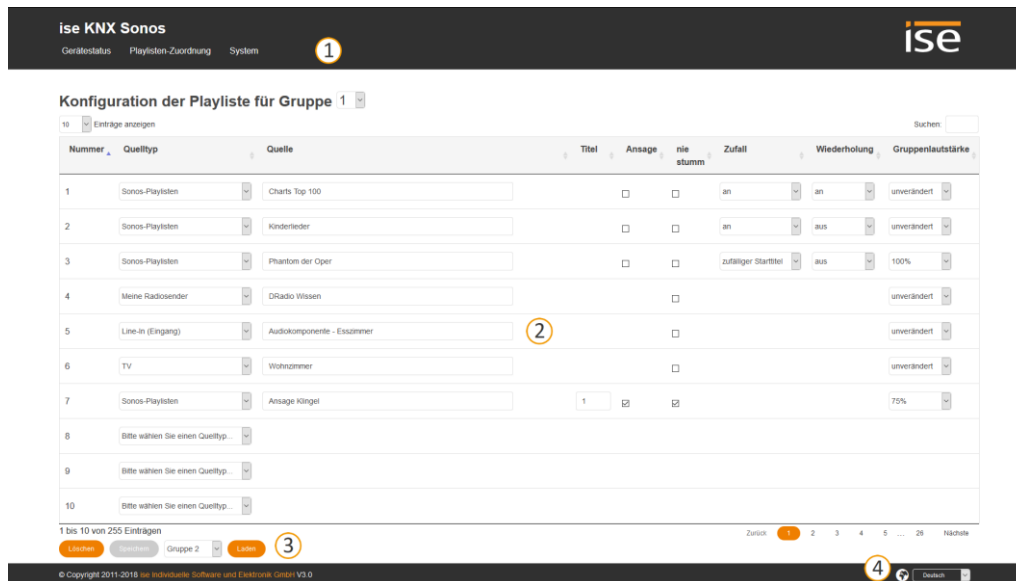 ise KNX Sonos
ise
Gerätestatus Playlisten-Zuordnung System
1
Konfiguration der Playliste für Gruppe 1
10 Einträge anzeigen
Suchen:
Nummer Quelltyp Quelle Titel Ansage nie stumm Zufall Wiederholung Gruppenlautstärke
1 Sonos-Playlisten Charts Top 100 an an unverändert
2 Sonos-Playlisten Kinderlieder an aus unverändert
3 Sonos-Playlisten Phantom der Oper zufälliger Starttitel aus 100%
4 Meine Radiosender DRadio Wissen unverändert
5 Line-In (Eingang) Audiokomponente - Esszimmer 2 unverändert
6 TV Wohnzimmer unverändert
7 Sonos-Playlisten Ansage Klingel 1 75%
8 Bitte wählen Sie einen Quelltyp...
9 Bitte wählen Sie einen Quelltyp...
10 Bitte wählen Sie einen Quelltyp...
1 bis 10 von 255 Einträgen
Zurück 1 2 3 4 5 ... 26 Nächste
Löschen Speichern Gruppe 2 Laden 3
© Copyright 2011-2016 ise Individuelle Software und Elektronik GmbH V3.0
4 Deutsch